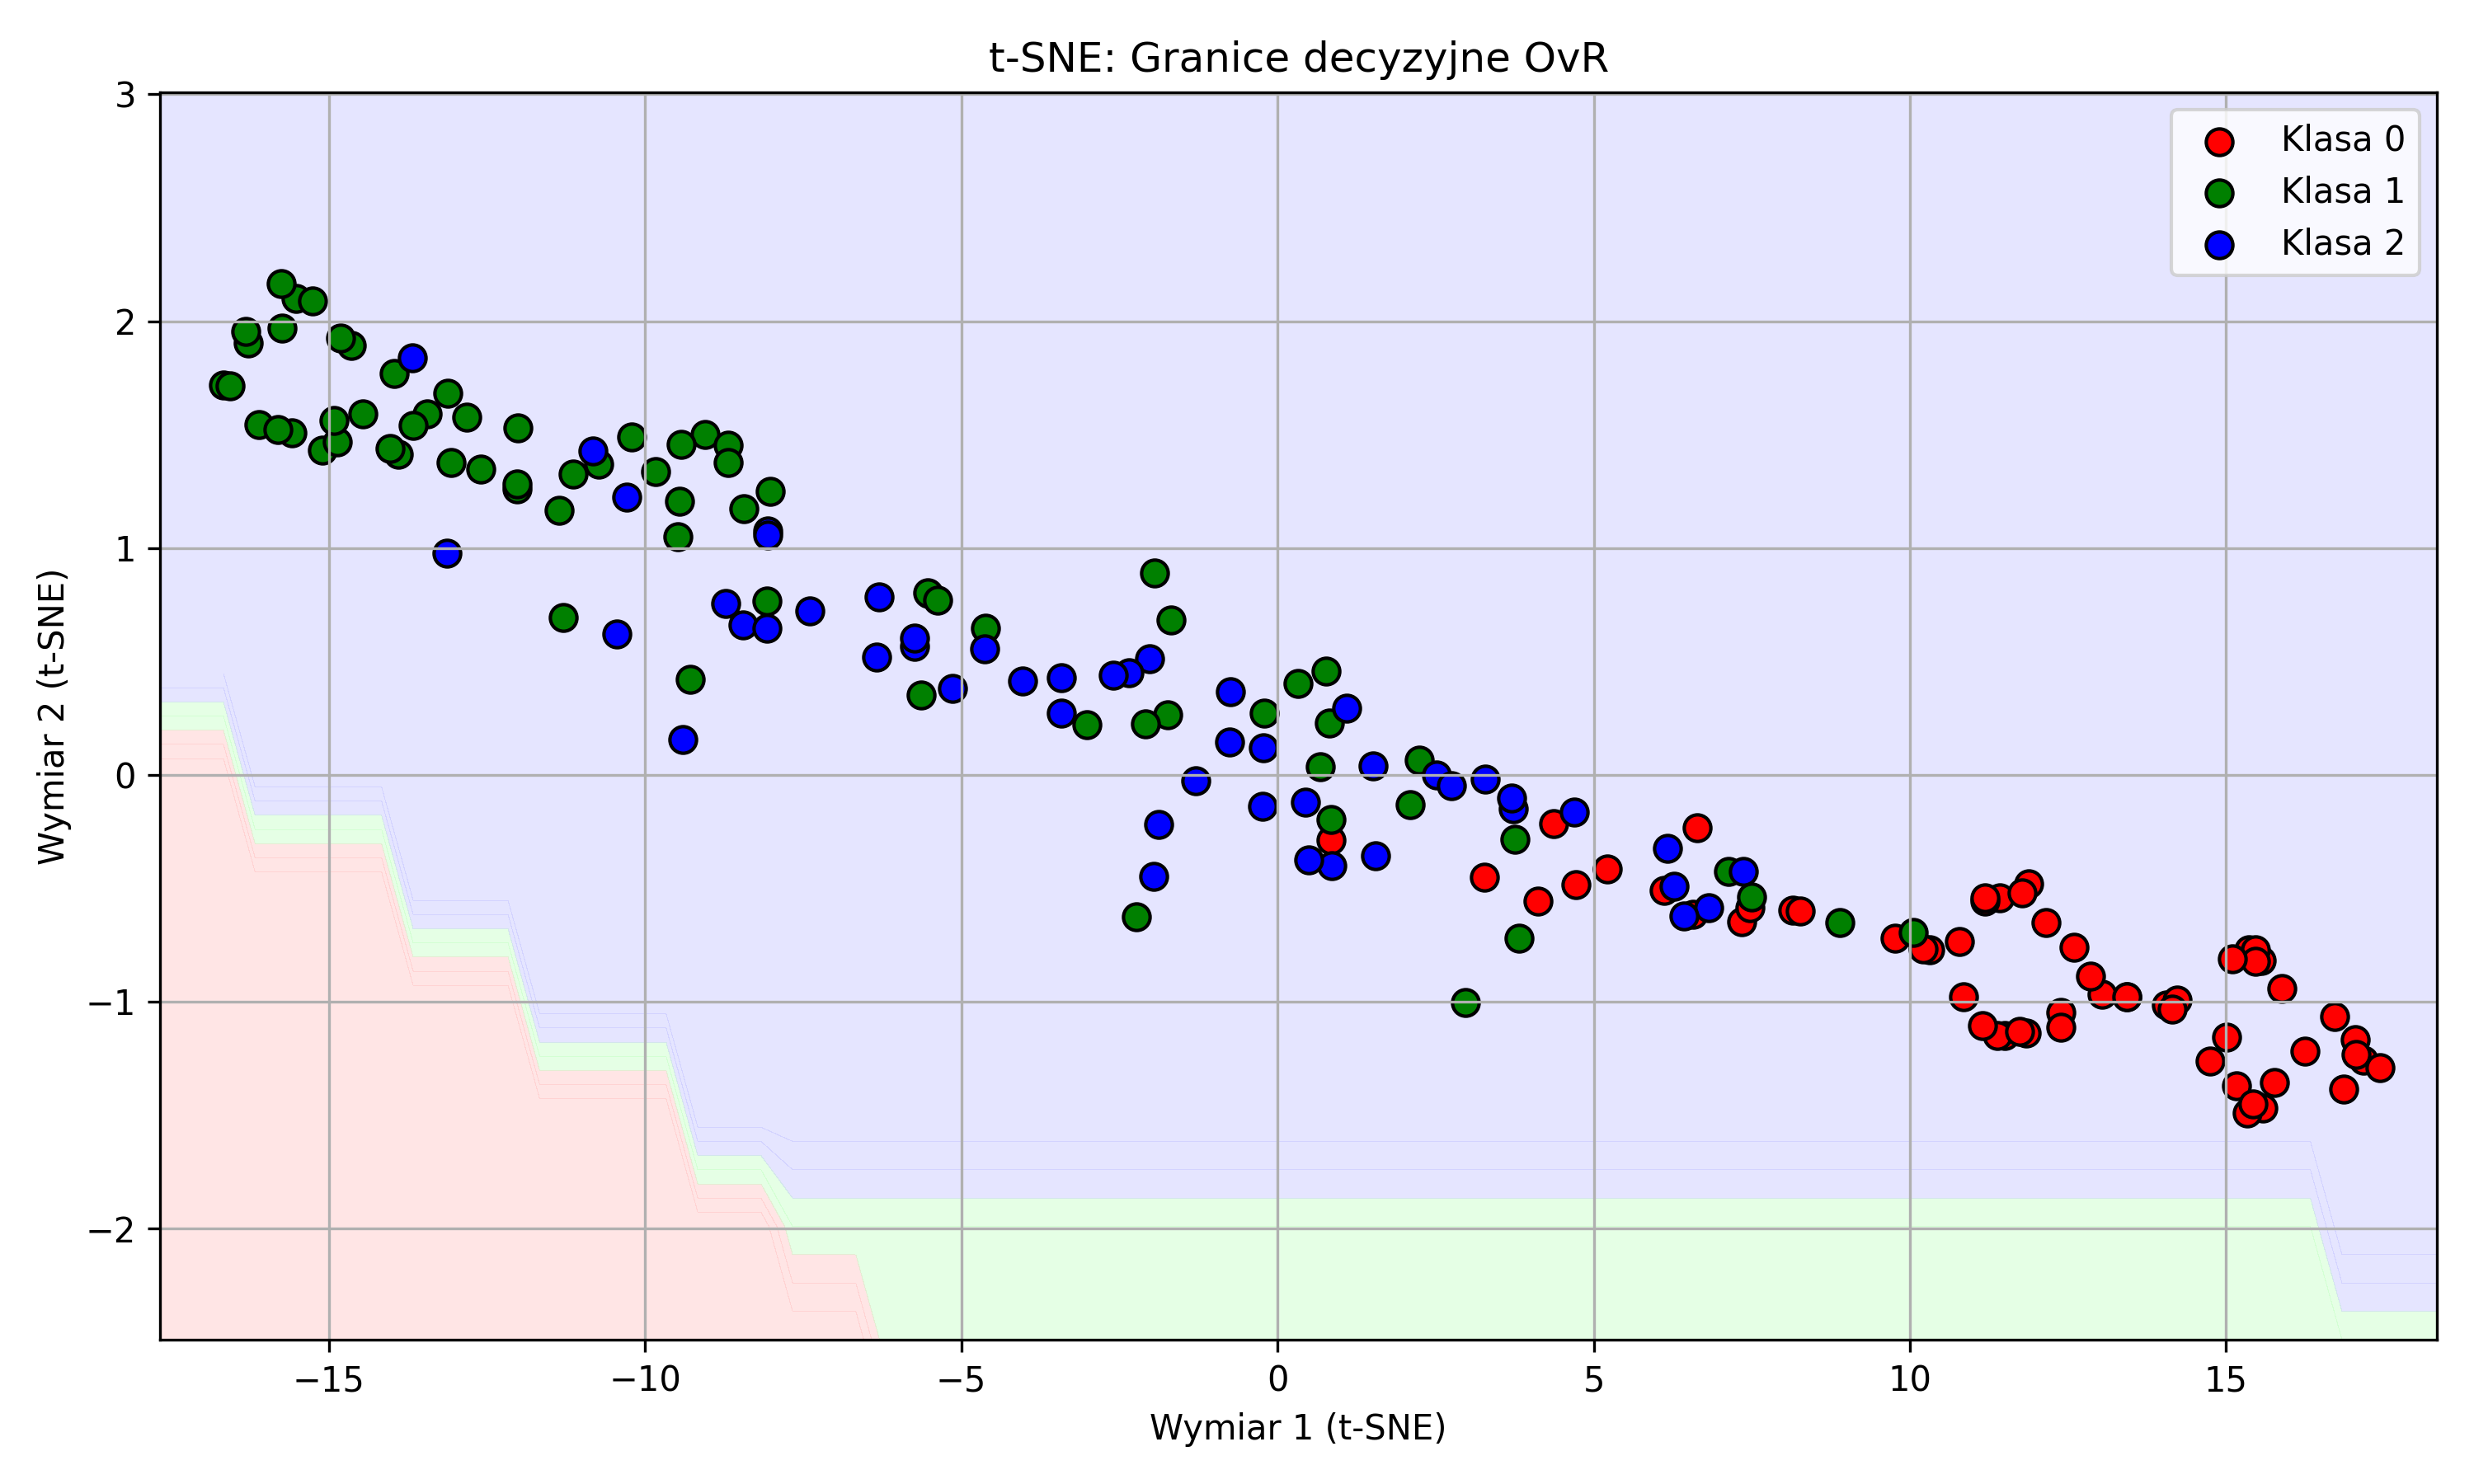 t-SNE: Granice decyzyjne OvR
Klasa 0
Klasa 1
Klasa 2
Wymiar 2 (t-SNE)
3
2
1
0
−1
−2
−15 −10 −5 0 5 10 15
Wymiar 1 (t-SNE)